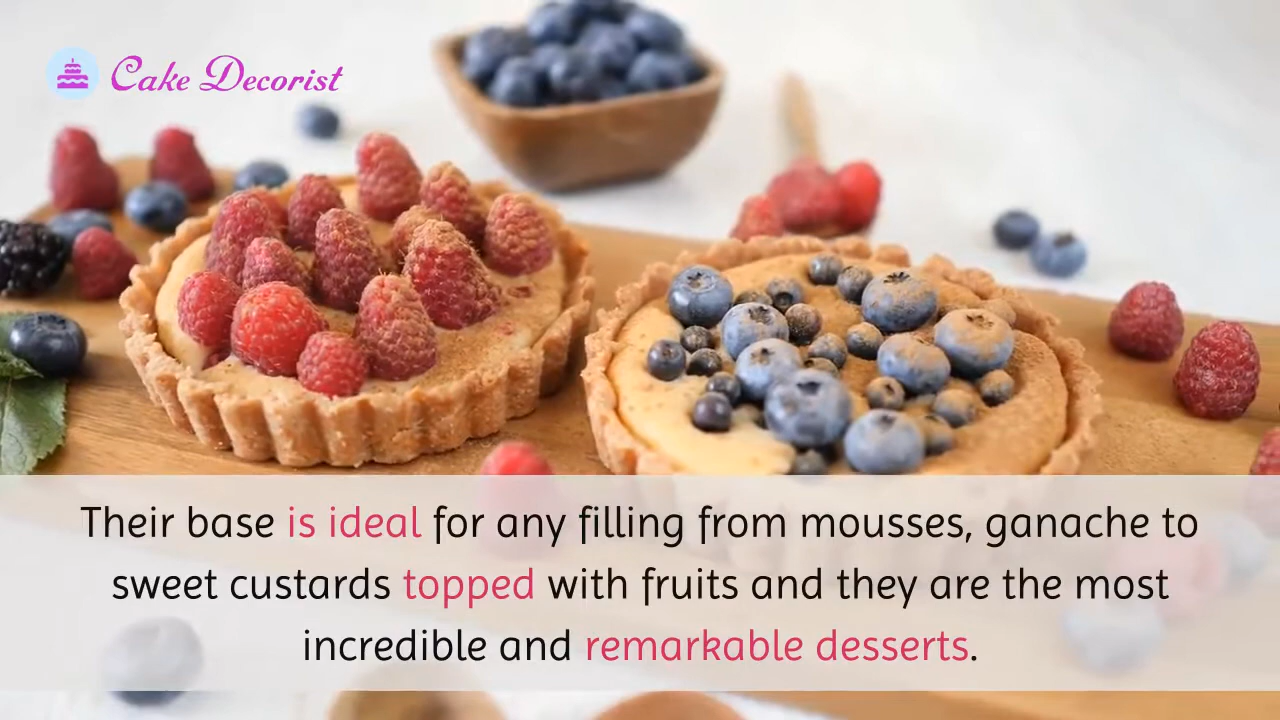 Cake Decorist
Their base is ideal for any filling from mousses, ganache to
sweet custards topped with fruits and they are the most
incredible and remarkable desserts.